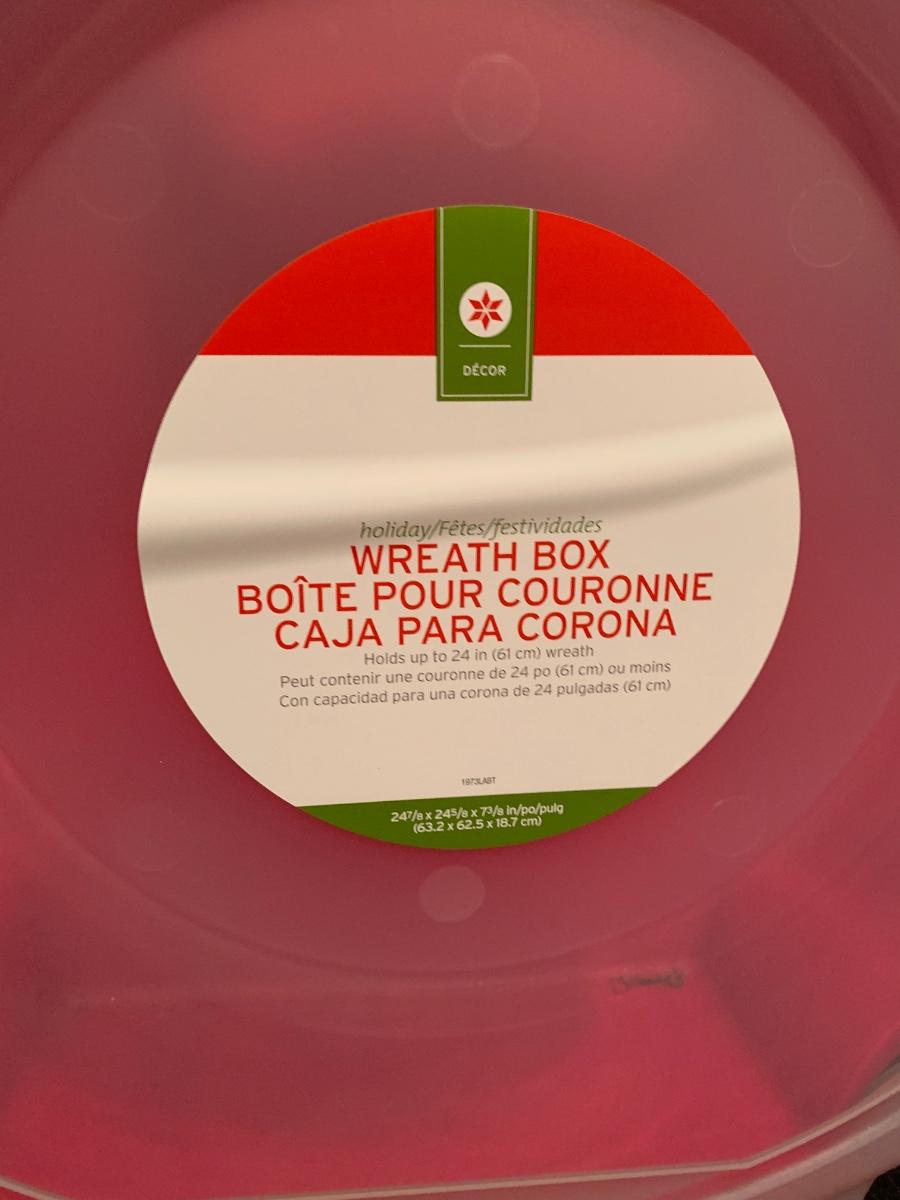 DÉCOR
holiday/Fêtes/festividades
WREATH BOX
BOÎTE POUR COURONNE
CAJA PARA CORONA
Holds up to 24 in (61 cm) wreath
Peut contenir une couronne de 24 po (61 cm) ou moins
Con capacidad para una corona de 24 pulgadas (61 cm)
1973LABT
24⁷/₈ x 24⁵/₈ x 7³/₈ in/po/pulg
(63.2 x 62.5 x 18.7 cm)